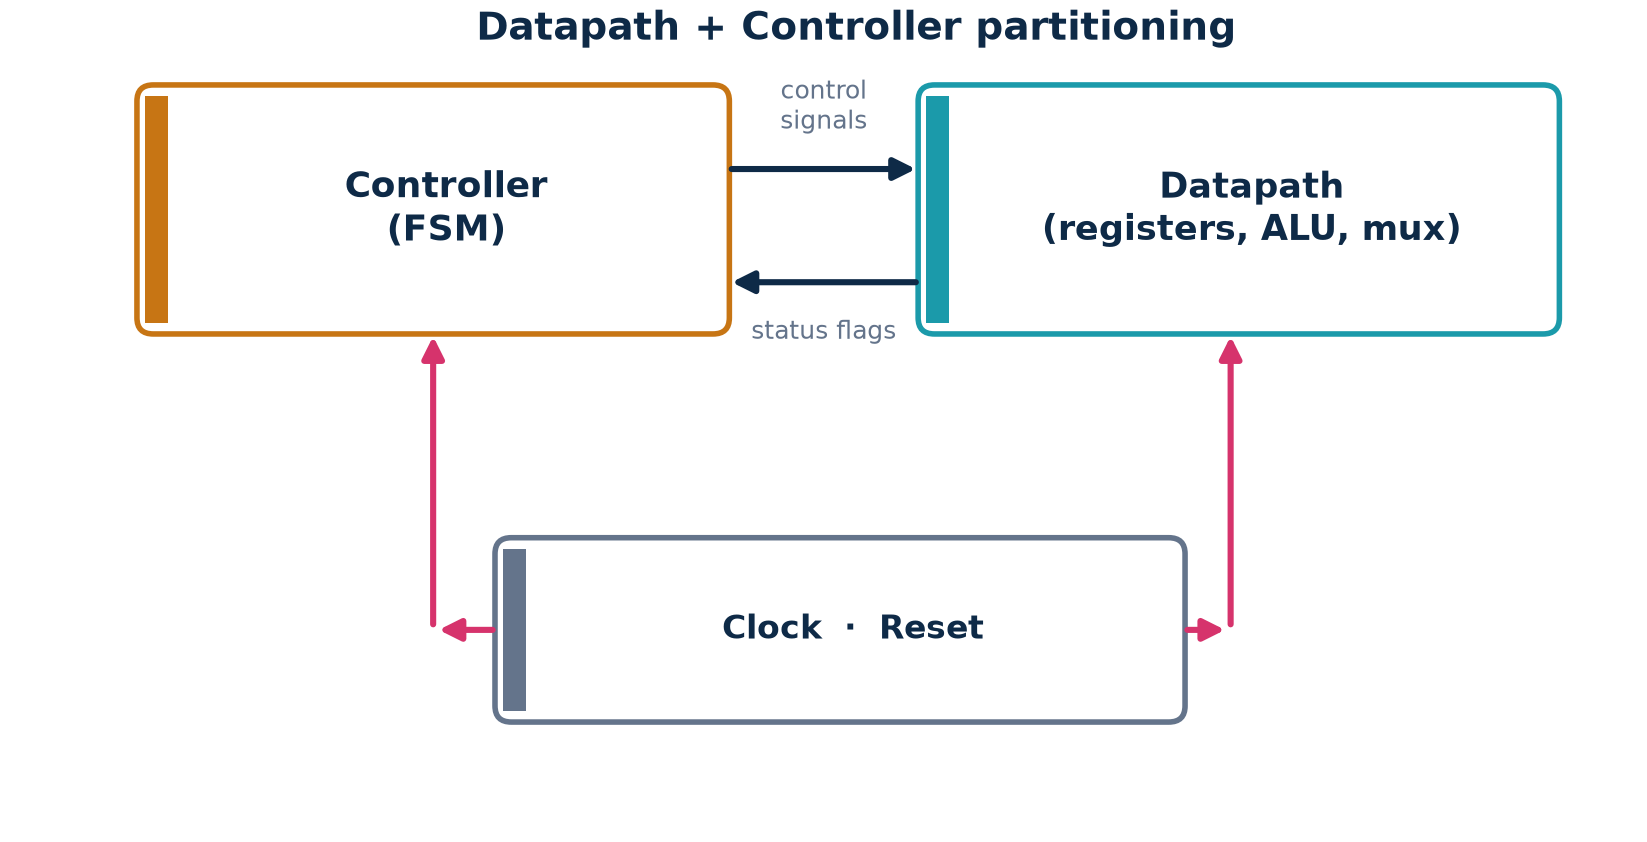 Datapath + Controller partitioning
control
signals
Controller
(FSM)
Datapath
(registers, ALU, mux)
status flags
Clock · Reset